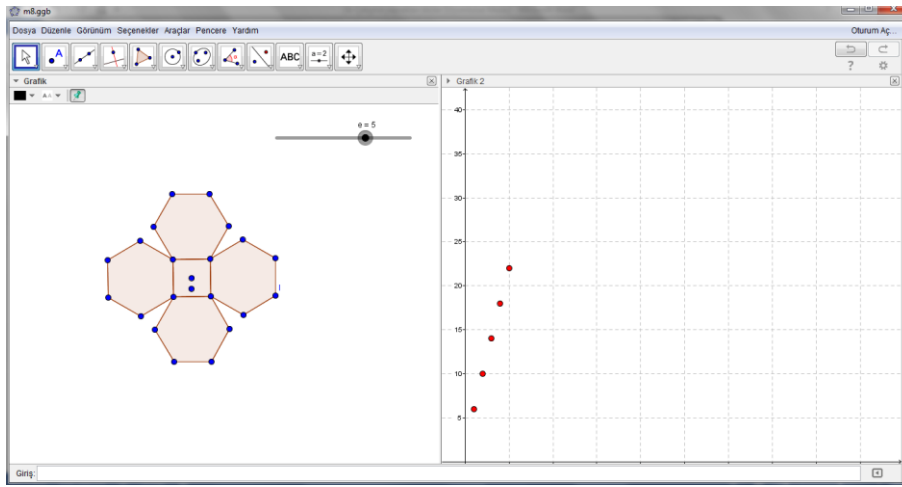 m8.ggb
Dosya Düzenle Görünüm Seçenekler Araçlar Pencere Yardım Oturum Aç...
A ABC a=2 ?
Grafik Grafik 2
e = 5
40
35
30
25
20
15
10
5
Giriş: